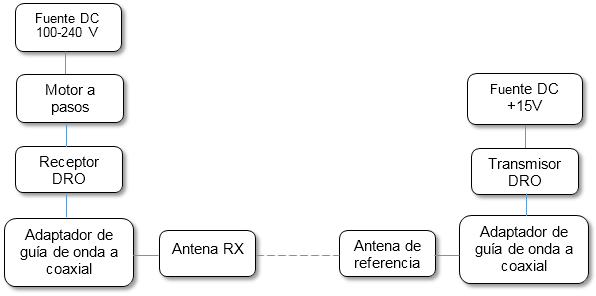 Fuente DC
100-240 V
Motor a
pasos
Receptor
DRO
Adaptador de
guía de onda a
coaxial
Antena RX
Antena de
referencia
Fuente DC
+15V
Transmisor
DRO
Adaptador de
guía de onda a
coaxial